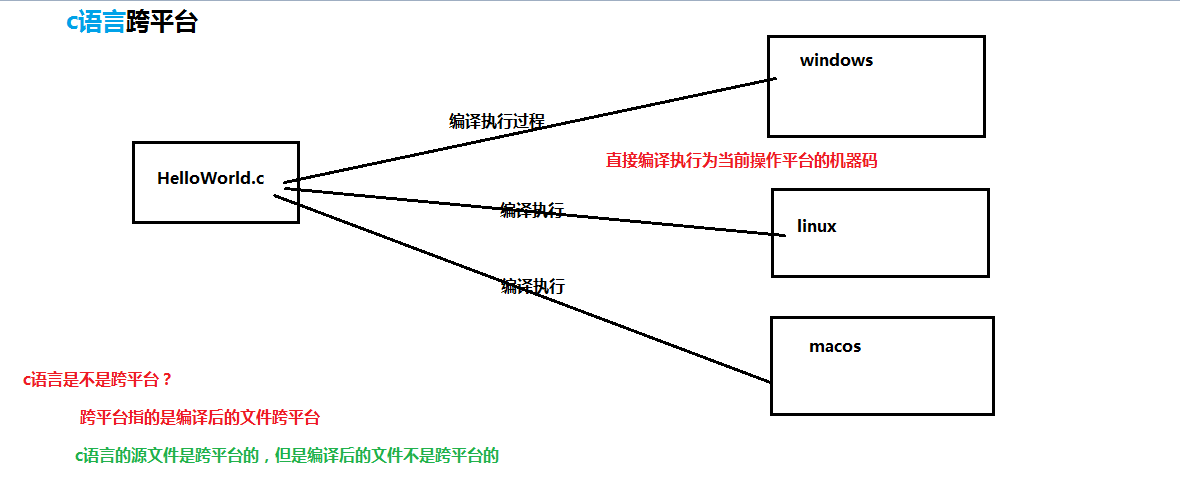 c语言跨平台
windows
编译执行过程
直接编译执行为当前操作平台的机器码
HelloWorld.c
编译执行
linux
编译执行
macos
c语言是不是跨平台？
跨平台指的是编译后的文件跨平台
c语言的源文件是跨平台的，但是编译后的文件不是跨平台的